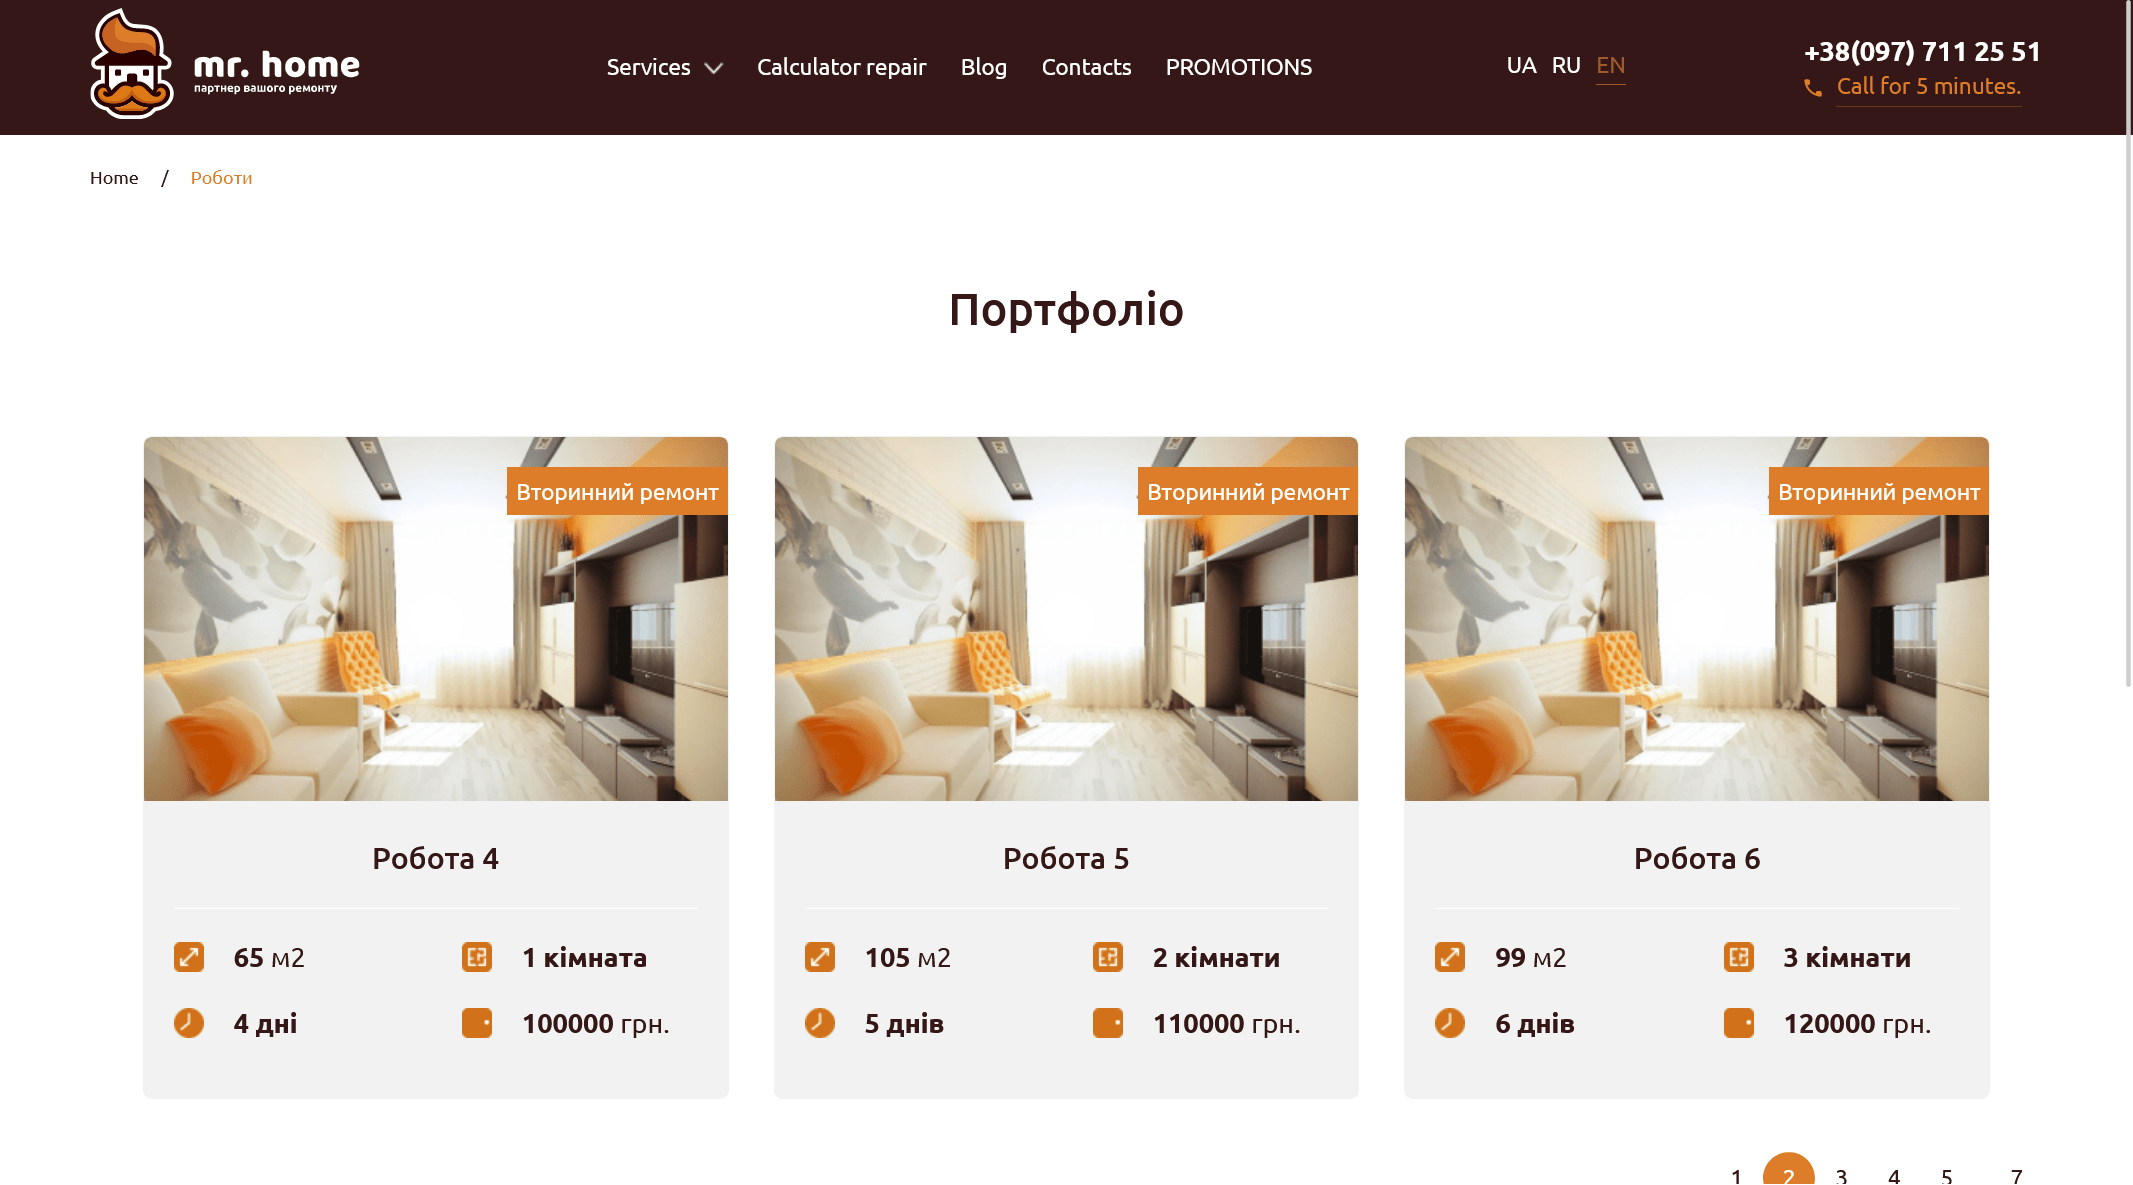 mr. home
партнер вашого ремонту
Services
Calculator repair
Blog
Contacts
PROMOTIONS
UA RU EN
+38(097) 711 25 51
Call for 5 minutes.
Home / Роботи
Портфоліо
Вторинний ремонт
Робота 4
65 м2
1 кімната
4 дні
100000 грн.
Вторинний ремонт
Робота 5
105 м2
2 кімнати
5 днів
110000 грн.
Вторинний ремонт
Робота 6
99 м2
3 кімнати
6 днів
120000 грн.
1 2 3 4 5 7